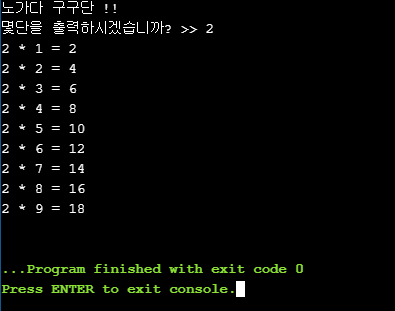 노가다 구구단 !!
몇단을 출력하시겠습니까? >> 2
2 * 1 = 2
2 * 2 = 4
2 * 3 = 6
2 * 4 = 8
2 * 5 = 10
2 * 6 = 12
2 * 7 = 14
2 * 8 = 16
2 * 9 = 18
...Program finished with exit code 0
Press ENTER to exit console.